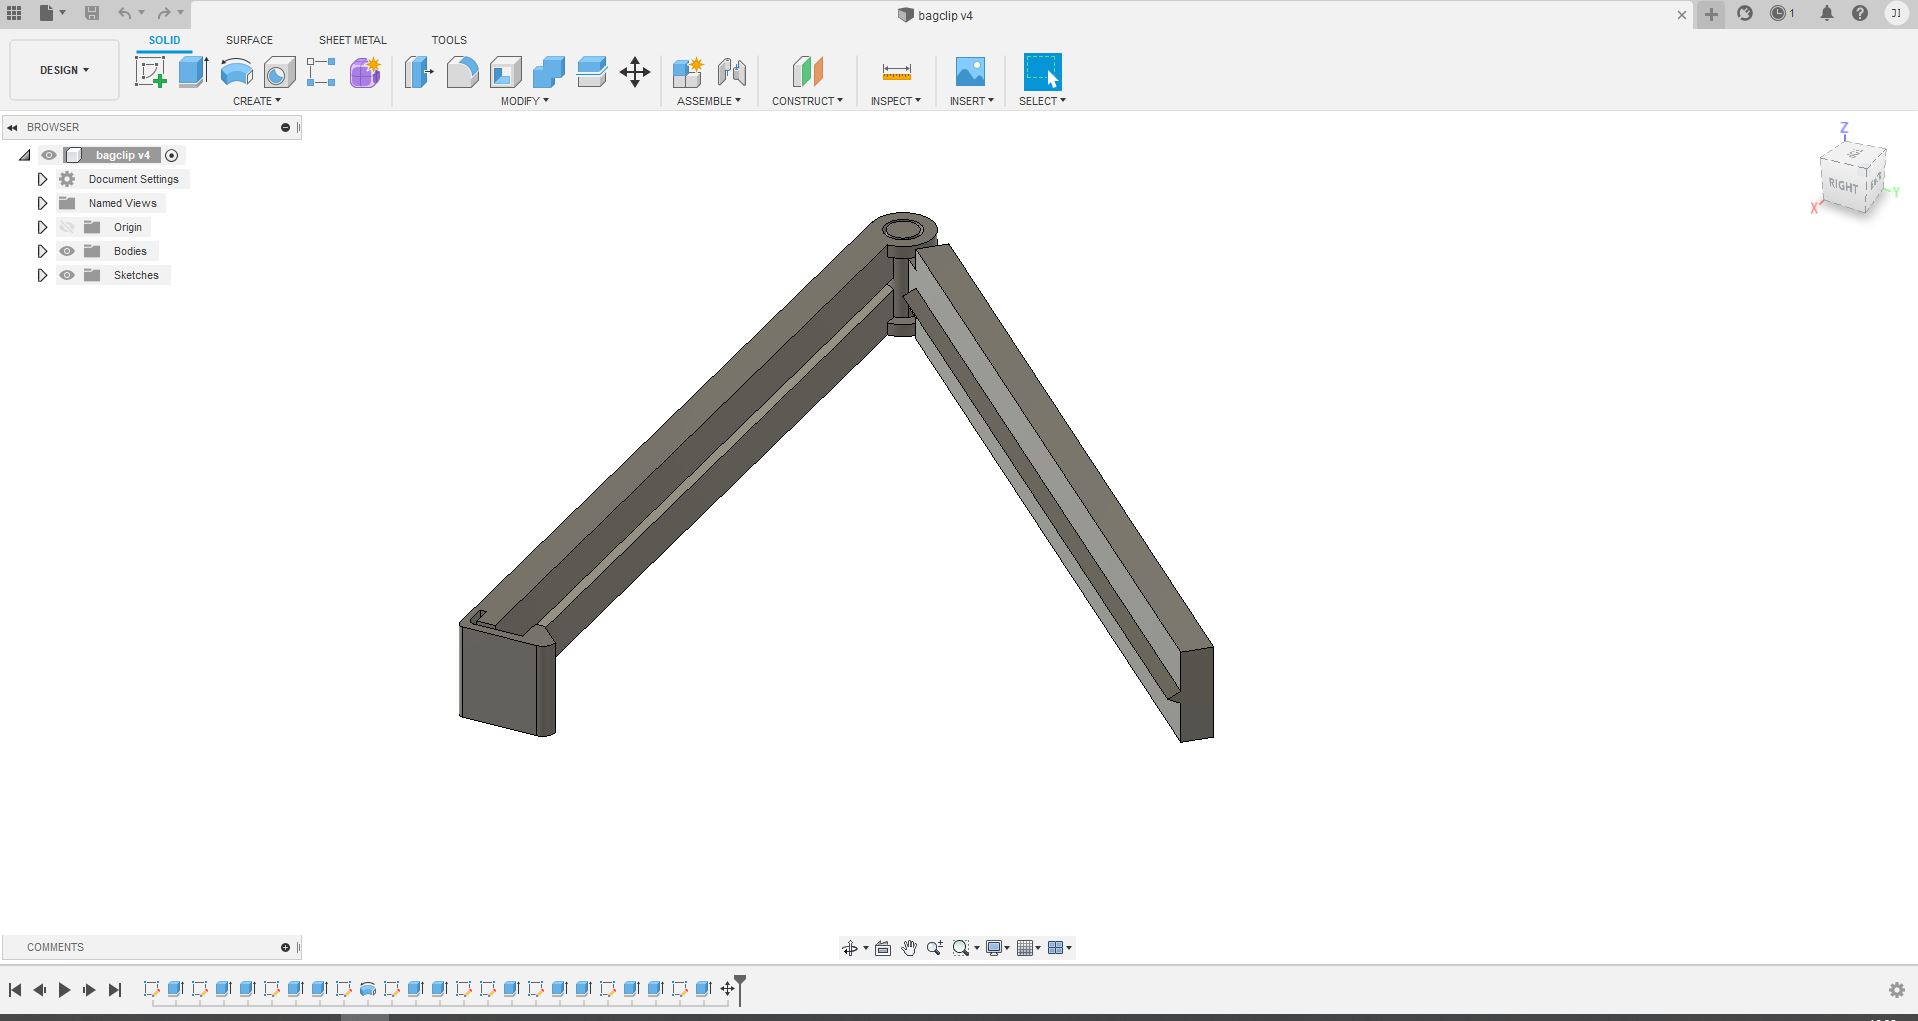 bagclip v4
1
JI
SOLID
SURFACE
SHEET METAL
TOOLS
DESIGN
CREATE
MODIFY
ASSEMBLE
CONSTRUCT
INSPECT
INSERT
SELECT
BROWSER
bagclip v4
Document Settings
Named Views
Origin
Bodies
Sketches
Z
RIGHT
X
Y
COMMENTS